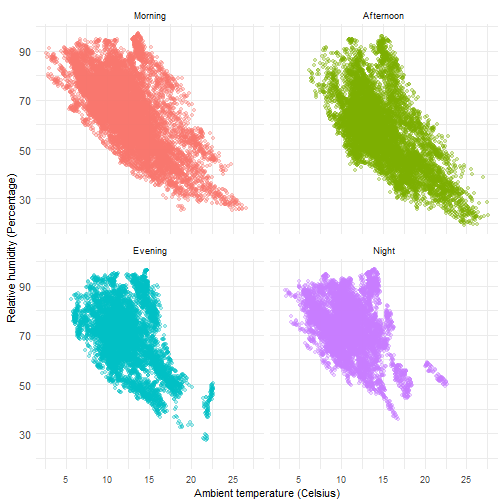 Morning
Afternoon
90
70
50
30
Evening
Night
90
70
50
30
Relative humidity (Percentage)
5 10 15 20 25 5 10 15 20 25
Ambient temperature (Celsius)